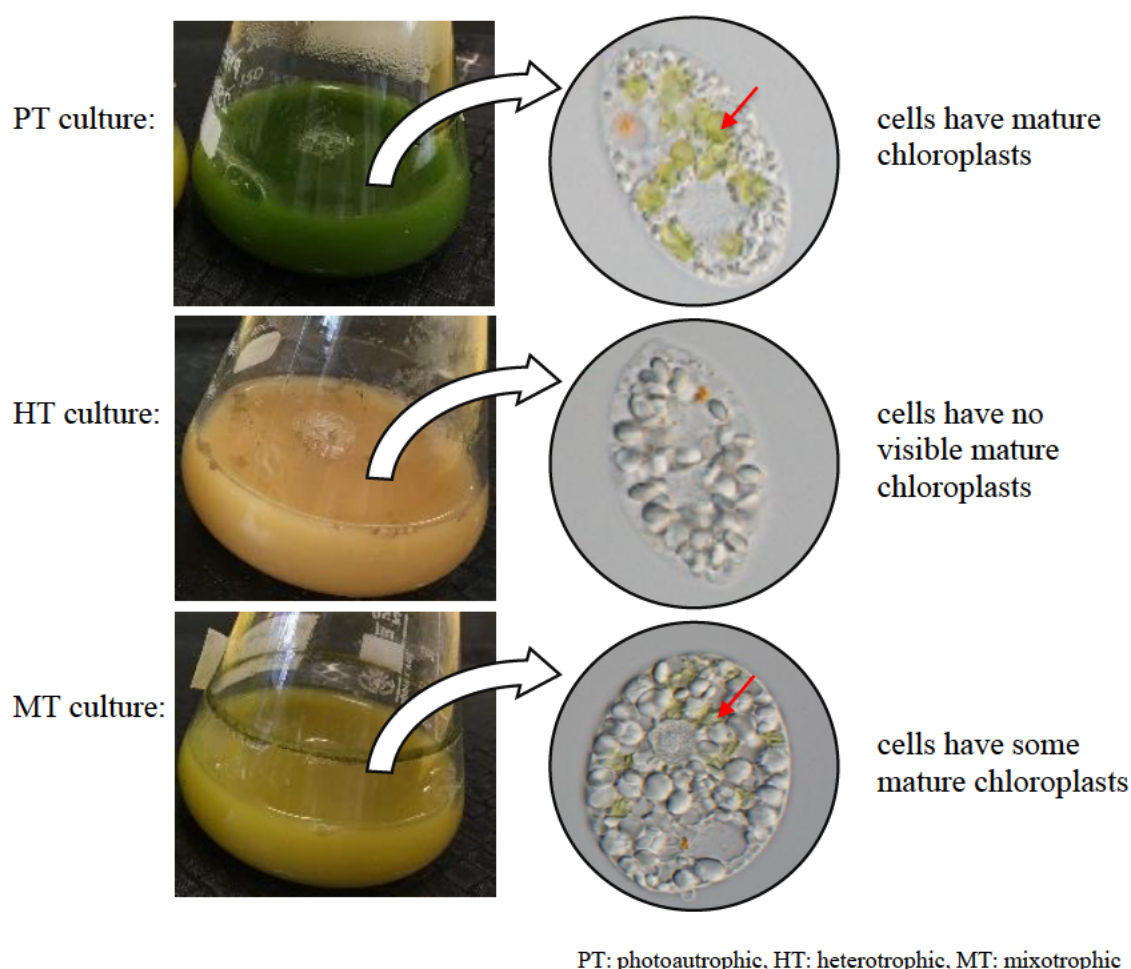 PT culture:
cells have mature
chloroplasts
HT culture:
cells have no
visible mature
chloroplasts
MT culture:
cells have some
mature chloroplasts
PT: photoautrophic, HT: heterotrophic, MT: mixotrophic